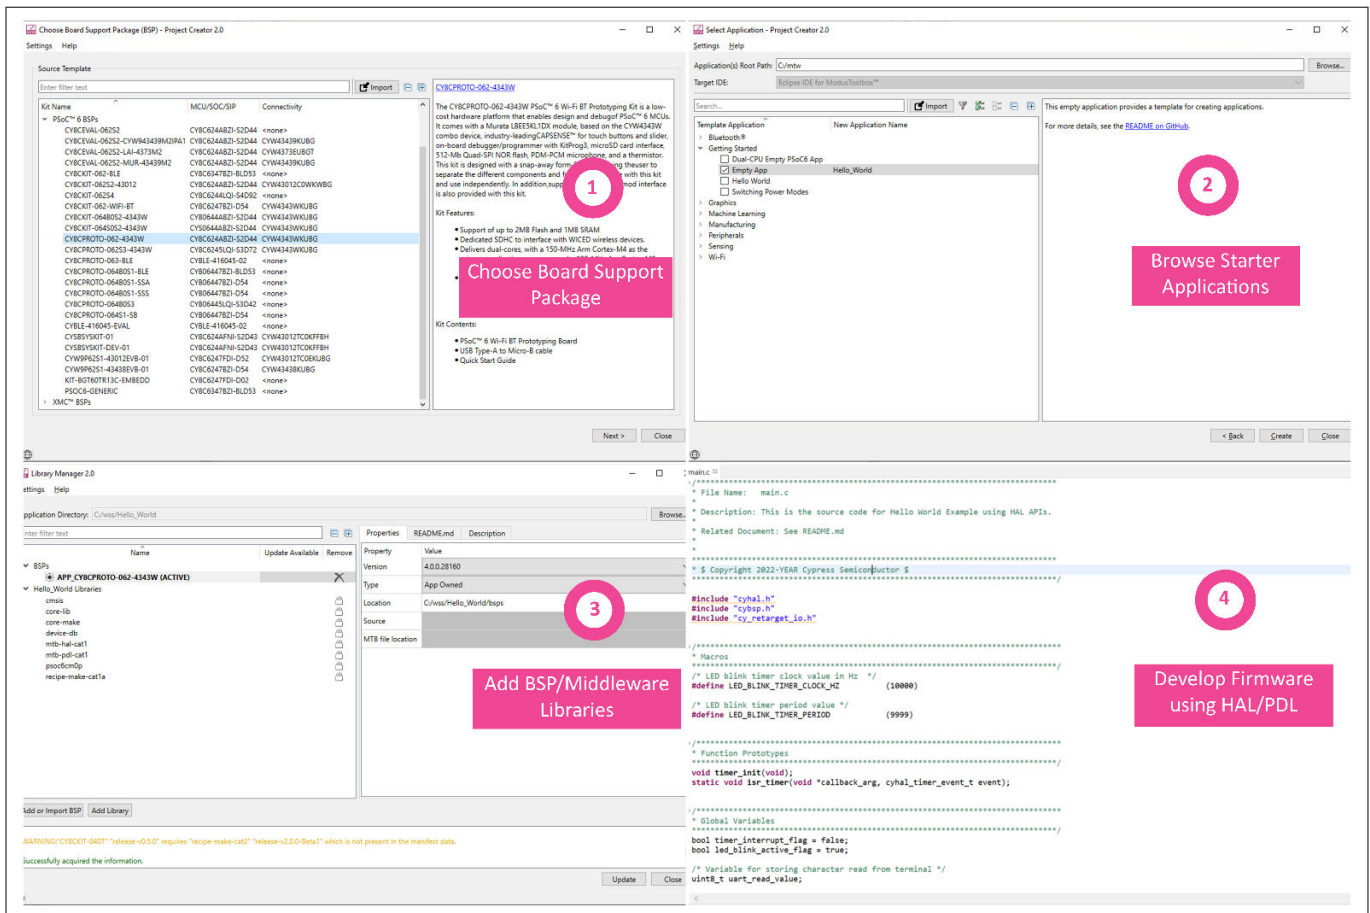 Choose Board Support Package (BSP) - Project Creator 2.0
Settings Help
Source Template
Enter filter text
Import
Kit Name MCU/SOC/SIP Connectivity
PSoC™ 6 BSPs
CY8CEVAL-062S2 CY8C624ABZI-S2D44 <none>
CY8CEVAL-062S2-CYW943439M2IPA1 CY8C624ABZI-S2D44 CYW43439KUBG
CY8CEVAL-062S2-LAI-4373M2 CY8C624ABZI-S2D44 CYW4373EUBGT
CY8CEVAL-062S2-MUR-43439M2 CY8C624ABZI-S2D44 CYW43439KUBG
CY8CKIT-062-BLE CY8C6347BZI-BLD53 <none>
CY8CKIT-062S2-43012 CY8C624ABZI-S2D44 CYW43012C0WKWBG
CY8CKIT-062S4 CY8C6244LQI-S4D92 <none>
CY8CKIT-062-WIFI-BT CY8C6247BZI-D54 CYW4343WKUBG
CY8CKIT-064B0S2-4343W CYB0644ABZI-S2D44 CYW4343WKUBG
CY8CKIT-064S0S2-4343W CYS0644ABZI-S2D44 CYW4343WKUBG
CY8CPROTO-062-4343W CY8C624ABZI-S2D44 CYW4343WKUBG
CY8CPROTO-062S3-4343W CY8C6245LQI-S3D72 CYW4343WKUBG
CY8CPROTO-063-BLE CYBLE-416045-02 <none>
CY8CPROTO-064B0S1-BLE CYB06447BZI-BLD53 <none>
CY8CPROTO-064B0S1-SSA CYB06447BZI-D54 <none>
CY8CPROTO-064B0S1-SSS CYB06447BZI-D54 <none>
CY8CPROTO-064B0S3 CYB06445LQI-S3D42 <none>
CY8CPROTO-064S1-SB CYB06447BZI-D54 <none>
CYBLE-416045-EVAL CYBLE-416045-02 <none>
CYSBSYSKIT-01 CY8C624AFNI-S2D43 CYW43012TC0KFFBH
CYSBSYSKIT-DEV-01 CY8C624AFNI-S2D43 CYW43012TC0KFFBH
CYW9P62S1-43012EVB-01 CY8C6247FDI-D52 CYW43012TC0EKUBG
CYW9P62S1-43438EVB-01 CY8C6247BZI-D54 CYW43438KUBG
KIT-BGT60TR13C-EMBEDD CY8C6247FDI-D02 <none>
PSOC6-GENERIC CY8C6347BZI-BLD53 <none>
XMC™ BSPs
CY8CPROTO-062-4343W
The CY8CPROTO-062-4343W PSoC™ 6 Wi-Fi BT Prototyping Kit is a low-
cost hardware platform that enables design and debugof PSoC™ 6 MCUs.
It comes with a Murata LBEE5KL1DX module, based on the CYW4343W
combo device, industry-leadingCAPSENSE™ for touch buttons and slider,
on-board debugger/programmer with KitProg3, microSD card interface,
512-Mb Quad-SPI NOR flash, PDM-PCM microphone, and a thermistor.
This kit is designed with a snap-away form ing theuser to
separate the different components and with this kit
and use independently. In addition,supp mod interface
is also provided with this kit.
Kit Features:
Support of up to 2MB Flash and 1MB SRAM
Dedicated SDHC to interface with WICED wireless devices.
Delivers dual-cores, with a 150-MHz Arm Cortex-M4 as the
1
Choose Board Support
Package
Kit Contents:
PSoC™ 6 Wi-Fi BT Prototyping Board
USB Type-A to Micro-B cable
Quick Start Guide
Next > Close
Select Application - Project Creator 2.0
Settings Help
Application(s) Root Path: C:/mtw Browse...
Target IDE: Eclipse IDE for ModusToolbox™
Search... Import
Template Application New Application Name
Bluetooth®
Getting Started
Dual-CPU Empty PSoC6 App
Empty App Hello_World
Hello World
Switching Power Modes
Graphics
Machine Learning
Manufacturing
Peripherals
Sensing
Wi-Fi
This empty application provides a template for creating applications.
For more details, see the README on GitHub.
2
Browse Starter
Applications
< Back Create Close
Library Manager 2.0
ettings Help
pplication Directory: C:/wss/Hello_World Browse..
nter filter text
Name Update Available Remove
BSPs
APP_CY8CPROTO-062-4343W (ACTIVE)
Hello_World Libraries
cmsis
core-lib
core-make
device-db
mtb-hal-cat1
mtb-pdl-cat1
psoc6cm0p
recipe-make-cat1a
Properties README.md Description
Property Value
Version 4.0.0.28160
Type App Owned
Location C:/wss/Hello_World/bsps
Source
MTB file location
3
Add BSP/Middleware
Libraries
Add or Import BSP Add Library
WARNING:"CY8CKIT-040T" "release-v0.5.0" requires "recipe-make-cat2" "release-v2.0.0-Beta1" which is not present in the manifest data.
Successfully acquired the information.
Update Close
main.c
/******************************************************************************
* File Name: main.c
*
* Description: This is the source code for Hello World Example using HAL APIs.
*
* Related Document: See README.md
*
*
*******************************************************************************
* $ Copyright 2022-YEAR Cypress Semiconductor $
*******************************************************************************/
#include "cyhal.h"
#include "cybsp.h"
#include "cy_retarget_io.h"
/******************************************************************************
* Macros
*******************************************************************************/
/* LED blink timer clock value in Hz */
#define LED_BLINK_TIMER_CLOCK_HZ (10000)
/* LED blink timer period value */
#define LED_BLINK_TIMER_PERIOD (9999)
/******************************************************************************
* Function Prototypes
*******************************************************************************/
void timer_init(void);
static void isr_timer(void *callback_arg, cyhal_timer_event_t event);
/******************************************************************************
* Global Variables
*******************************************************************************/
bool timer_interrupt_flag = false;
bool led_blink_active_flag = true;
/* Variable for storing character read from terminal */
uint8_t uart_read_value;
4
Develop Firmware
using HAL/PDL